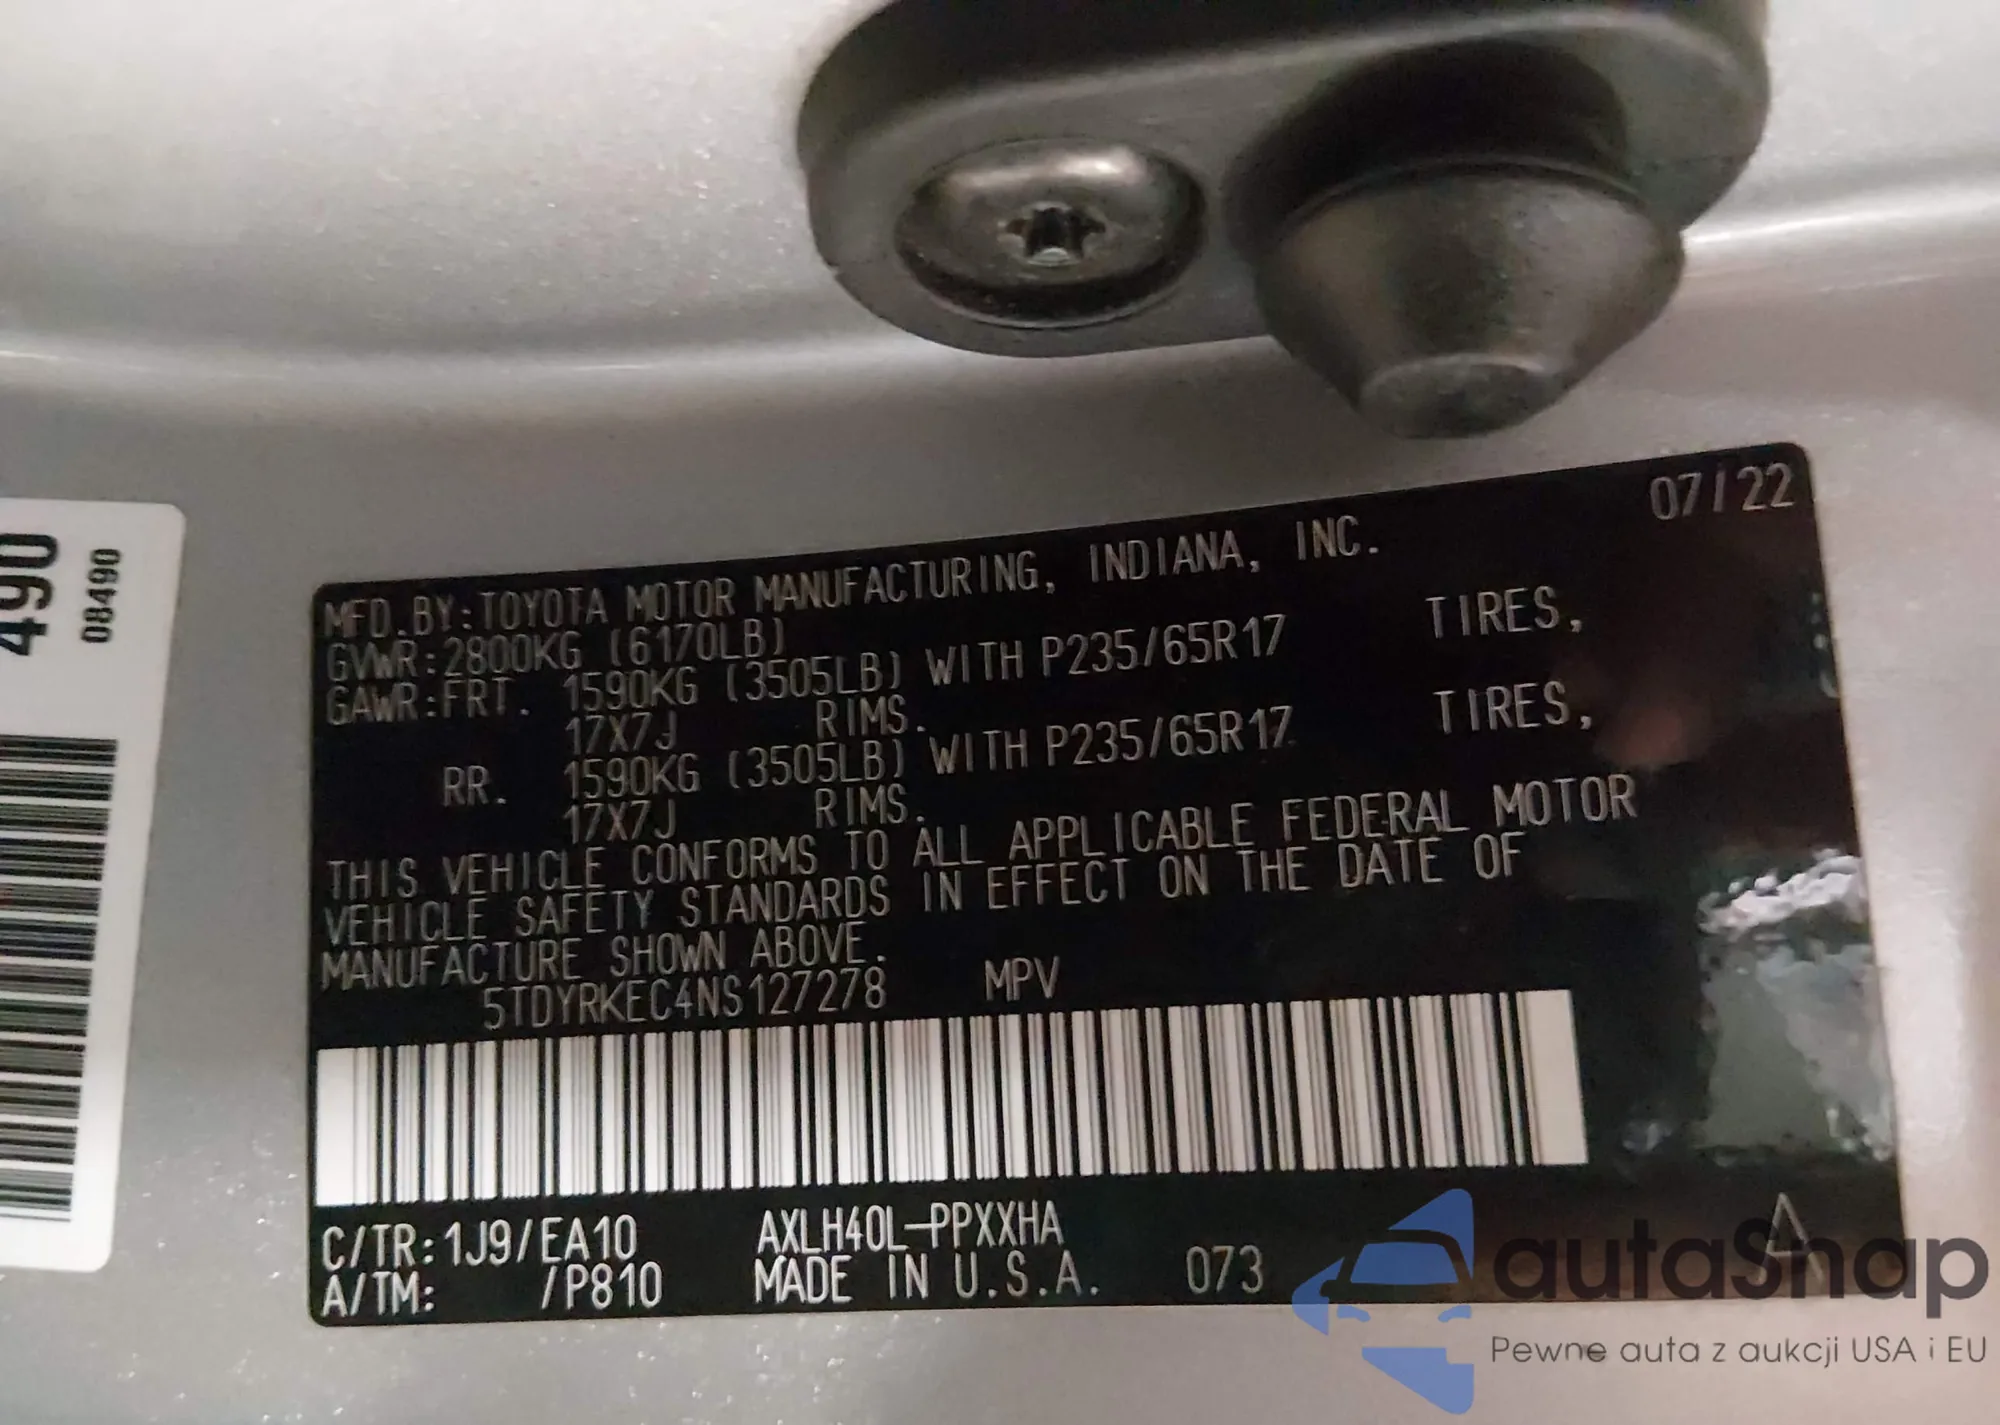 07/22
MFD.BY:TOYOTA MOTOR MANUFACTURING, INDIANA, INC.
GVWR:2800KG (6170LB)
GAWR:FRT. 1590KG (3505LB) WITH P235/65R17 TIRES,
17X7J RIMS.
RR. 1590KG (3505LB) WITH P235/65R17 TIRES,
17X7J RIMS.
THIS VEHICLE CONFORMS TO ALL APPLICABLE FEDERAL MOTOR
VEHICLE SAFETY STANDARDS IN EFFECT ON THE DATE OF
MANUFACTURE SHOWN ABOVE.
5TDYRKEC4NS127278 MPV
C/TR:1J9/EA10 AXLH40L-PPXXHA
A/TM: /P810 MADE IN U.S.A. 073 A
490
08490
autaSnap
Pewne auta z aukcji USA i EU